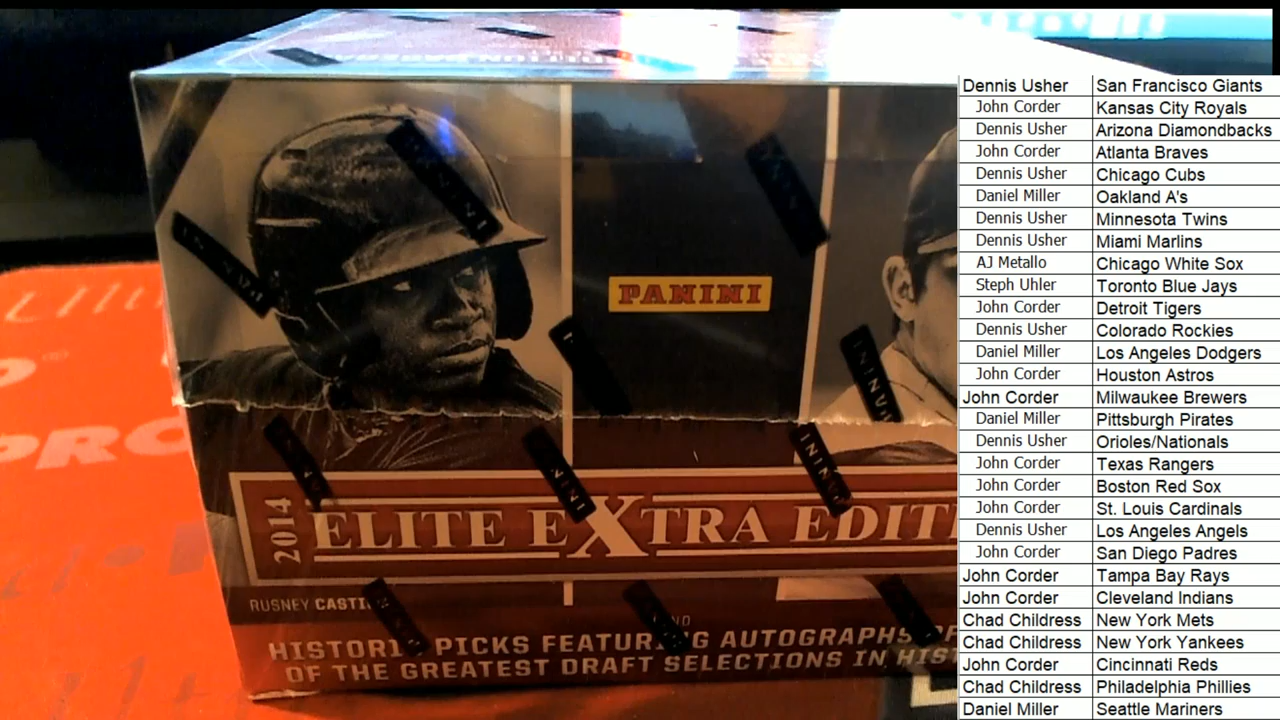 PANINI
2014 ELITE EXTRA EDITI
RUSNEY CASTI
HISTORIC PICKS FEATURING AUTOGRAPHS
OF THE GREATEST DRAFT SELECTIONS IN HIST
PRO
Dennis Usher San Francisco Giants
John Corder Kansas City Royals
Dennis Usher Arizona Diamondbacks
John Corder Atlanta Braves
Dennis Usher Chicago Cubs
Daniel Miller Oakland A's
Dennis Usher Minnesota Twins
Dennis Usher Miami Marlins
AJ Metallo Chicago White Sox
Steph Uhler Toronto Blue Jays
John Corder Detroit Tigers
Dennis Usher Colorado Rockies
Daniel Miller Los Angeles Dodgers
John Corder Houston Astros
John Corder Milwaukee Brewers
Daniel Miller Pittsburgh Pirates
Dennis Usher Orioles/Nationals
John Corder Texas Rangers
John Corder Boston Red Sox
John Corder St. Louis Cardinals
Dennis Usher Los Angeles Angels
John Corder San Diego Padres
John Corder Tampa Bay Rays
John Corder Cleveland Indians
Chad Childress New York Mets
Chad Childress New York Yankees
John Corder Cincinnati Reds
Chad Childress Philadelphia Phillies
Daniel Miller Seattle Mariners